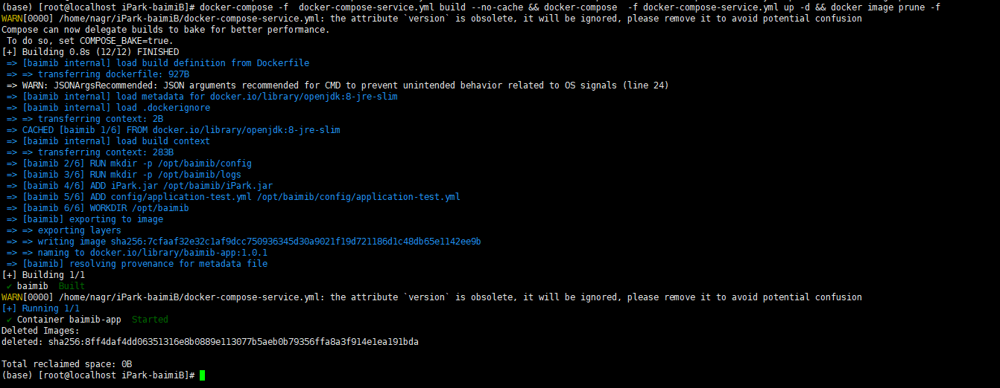 (base) [root@localhost iPark-baimiB]# docker-compose -f  docker-compose-service.yml build --no-cache && docker-compose  -f docker-compose-service.yml up -d && docker image prune -f
WARN[0000] /home/nagr/iPark-baimiB/docker-compose-service.yml: the attribute `version` is obsolete, it will be ignored, please remove it to avoid potential confusion
Compose can now delegate builds to bake for better performance.
 To do so, set COMPOSE_BAKE=true.
[+] Building 0.8s (12/12) FINISHED
 => [baimib internal] load build definition from Dockerfile
 => => transferring dockerfile: 927B
 => WARN: JSONArgsRecommended: JSON arguments recommended for CMD to prevent unintended behavior related to OS signals (line 24)
 => [baimib internal] load metadata for docker.io/library/openjdk:8-jre-slim
 => [baimib internal] load .dockerignore
 => => transferring context: 2B
 => CACHED [baimib 1/6] FROM docker.io/library/openjdk:8-jre-slim
 => [baimib internal] load build context
 => => transferring context: 283B
 => [baimib 2/6] RUN mkdir -p /opt/baimib/config
 => [baimib 3/6] RUN mkdir -p /opt/baimib/logs
 => [baimib 4/6] ADD iPark.jar /opt/baimib/iPark.jar
 => [baimib 5/6] ADD config/application-test.yml /opt/baimib/config/application-test.yml
 => [baimib 6/6] WORKDIR /opt/baimib
 => [baimib] exporting to image
 => => exporting layers
 => => writing image sha256:7cfaaf32e32c1af9dcc750936345d30a9021f19d721186d1c48db65e1142ee9b
 => => naming to docker.io/library/baimib-app:1.0.1
 => [baimib] resolving provenance for metadata file
[+] Building 1/1
 ✔ baimib  Built
WARN[0000] /home/nagr/iPark-baimiB/docker-compose-service.yml: the attribute `version` is obsolete, it will be ignored, please remove it to avoid potential confusion
[+] Running 1/1
 ✔ Container baimib-app  Started
Deleted Images:
deleted: sha256:8ff4daf4dd06351316e8b0889e113077b5aeb0b79356ffa8a3f914e1ea191bda

Total reclaimed space: 0B
(base) [root@localhost iPark-baimiB]#